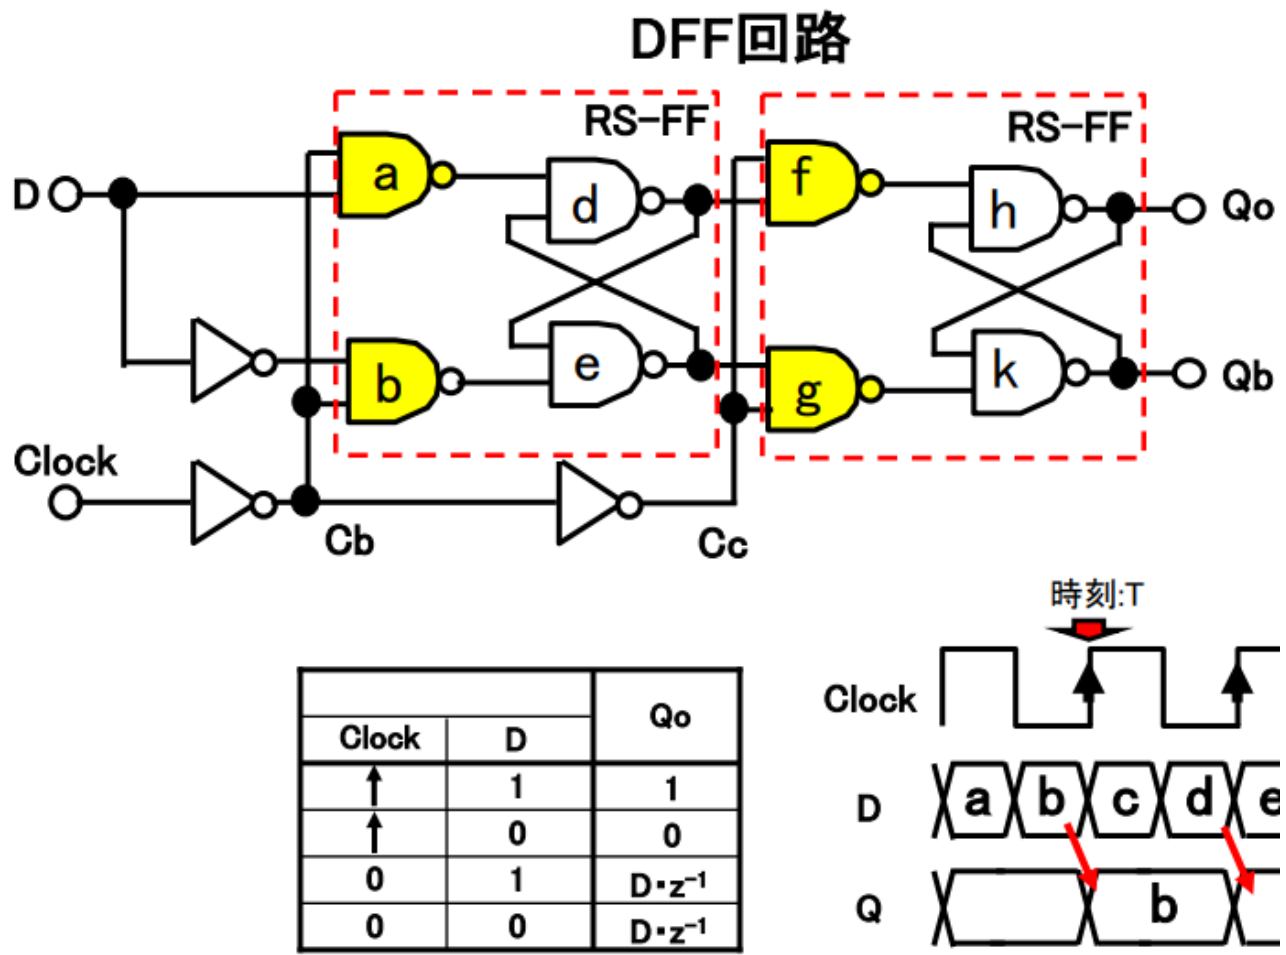 DFF回路
RS-FF
RS-FF
D
a
d
f
h
Qo
b
e
g
k
Qb
Clock
Cb
Cc
時刻:T
Clock
D
a b c d e
Q
b
Qo
Clock D
↑ 1 1
↑ 0 0
0 1 D・z⁻¹
0 0 D・z⁻¹